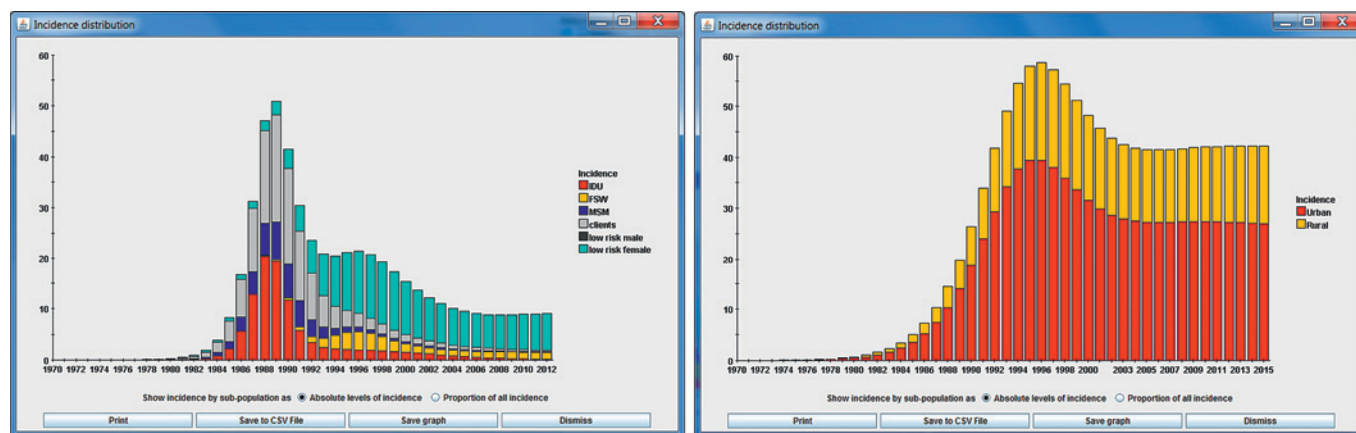 Incidence distribution
60
50
40
30
20
10
0
1970 1972 1974 1976 1978 1980 1982 1984 1986 1988 1990 1992 1994 1996 1998 2000 2002 2004 2006 2008 2010 2012
Incidence
IDU
FSW
MSM
clients
low risk male
low risk female
Show incidence by sub-population as Absolute levels of incidence Proportion of all incidence
Print Save to CSV File Save graph Dismiss
Incidence distribution
60
50
40
30
20
10
0
1970 1972 1974 1976 1978 1980 1982 1984 1986 1988 1990 1992 1994 1996 1998 2000 2003 2005 2007 2009 2011 2013 2015
Incidence
Urban
Rural
Show incidence by sub-population as Absolute levels of incidence Proportion of all incidence
Print Save to CSV File Save graph Dismiss